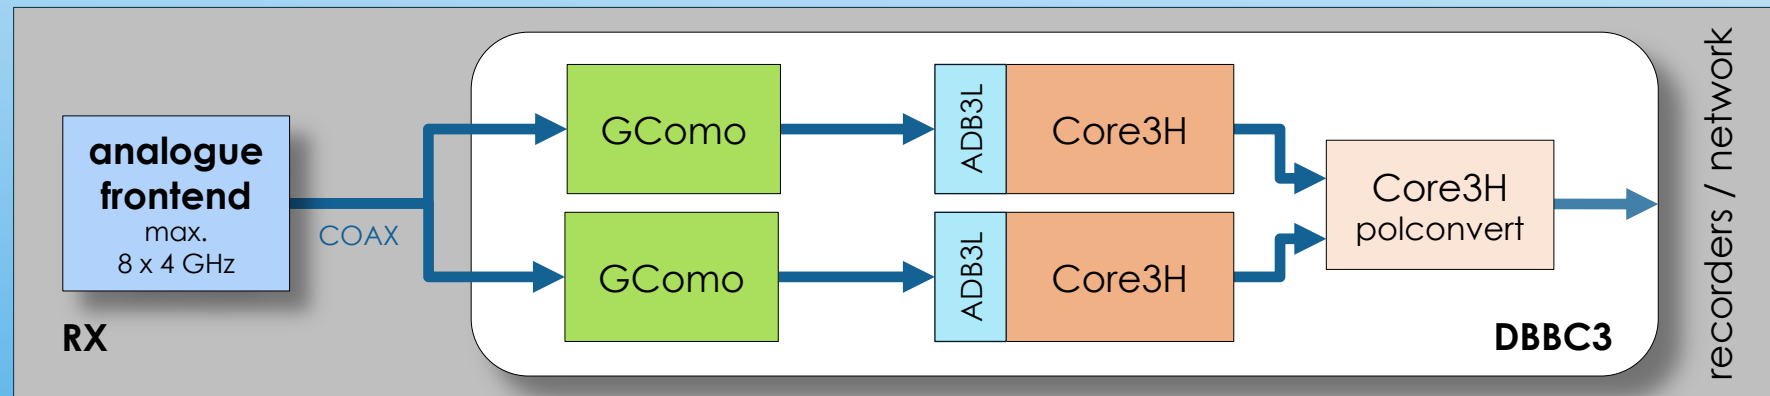 analogue
frontend
max.
8 x 4 GHz
RX
COAX
GComo
ADB3L
Core3H
GComo
ADB3L
Core3H
Core3H
polconvert
DBBC3
recorders / network